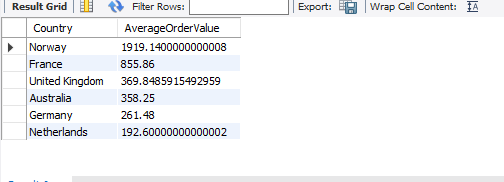 Result Grid Filter Rows: Export: Wrap Cell Content:
Country AverageOrderValue
Norway 1919.1400000000008
France 855.86
United Kingdom 369.8485915492959
Australia 358.25
Germany 261.48
Netherlands 192.60000000000002